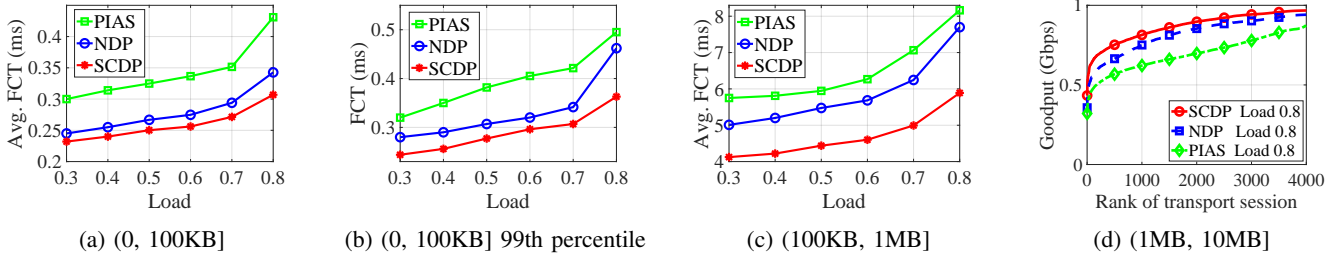 Avg. FCT (ms)
0.4
0.35
0.3
0.25
0.2
PIAS
NDP
SCDP
0.3 0.4 0.5 0.6 0.7 0.8
Load
(a) (0, 100KB]
FCT (ms)
0.5
0.4
0.3
PIAS
NDP
SCDP
0.3 0.4 0.5 0.6 0.7 0.8
Load
(b) (0, 100KB] 99th percentile
Avg. FCT (ms)
8
7
6
5
4
PIAS
NDP
SCDP
0.3 0.4 0.5 0.6 0.7 0.8
Load
(c) (100KB, 1MB]
Goodput (Gbps)
1
0.5
0
SCDP Load 0.8
NDP Load 0.8
PIAS Load 0.8
0 1000 2000 3000 4000
Rank of transport session
(d) (1MB, 10MB]